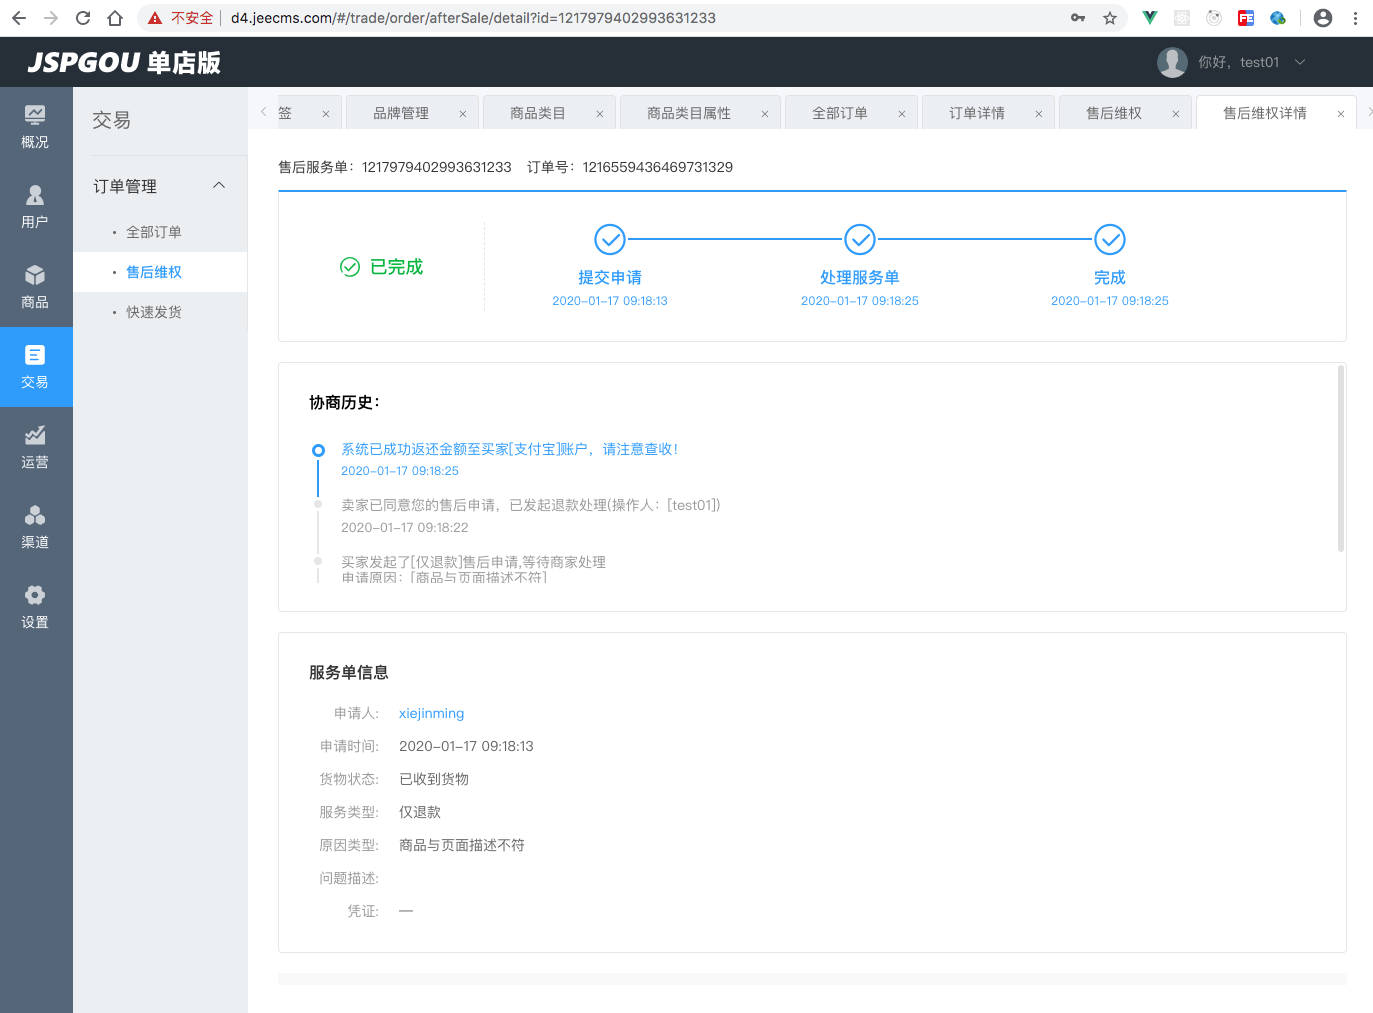 不安全 d4.jeecms.com/#/trade/order/afterSale/detail?id=1217979402993631233
JSPGOU 单店版
你好，test01
签 × 品牌管理 × 商品类目 × 商品类目属性 × 全部订单 × 订单详情 × 售后维权 × 售后维权详情 ×
概况
用户
商品
交易
运营
渠道
设置
交易
订单管理
· 全部订单
· 售后维权
· 快速发货
售后服务单：1217979402993631233 订单号：1216559436469731329
已完成
提交申请 处理服务单 完成
2020-01-17 09:18:13 2020-01-17 09:18:25 2020-01-17 09:18:25
协商历史：
系统已成功返还金额至买家[支付宝]账户，请注意查收！
2020-01-17 09:18:25
卖家已同意您的售后申请，已发起退款处理(操作人：[test01])
2020-01-17 09:18:22
买家发起了[仅退款]售后申请,等待商家处理
申请原因：[商品与页面描述不符]
服务单信息
申请人: xiejinming
申请时间: 2020-01-17 09:18:13
货物状态: 已收到货物
服务类型: 仅退款
原因类型: 商品与页面描述不符
问题描述:
凭证: —